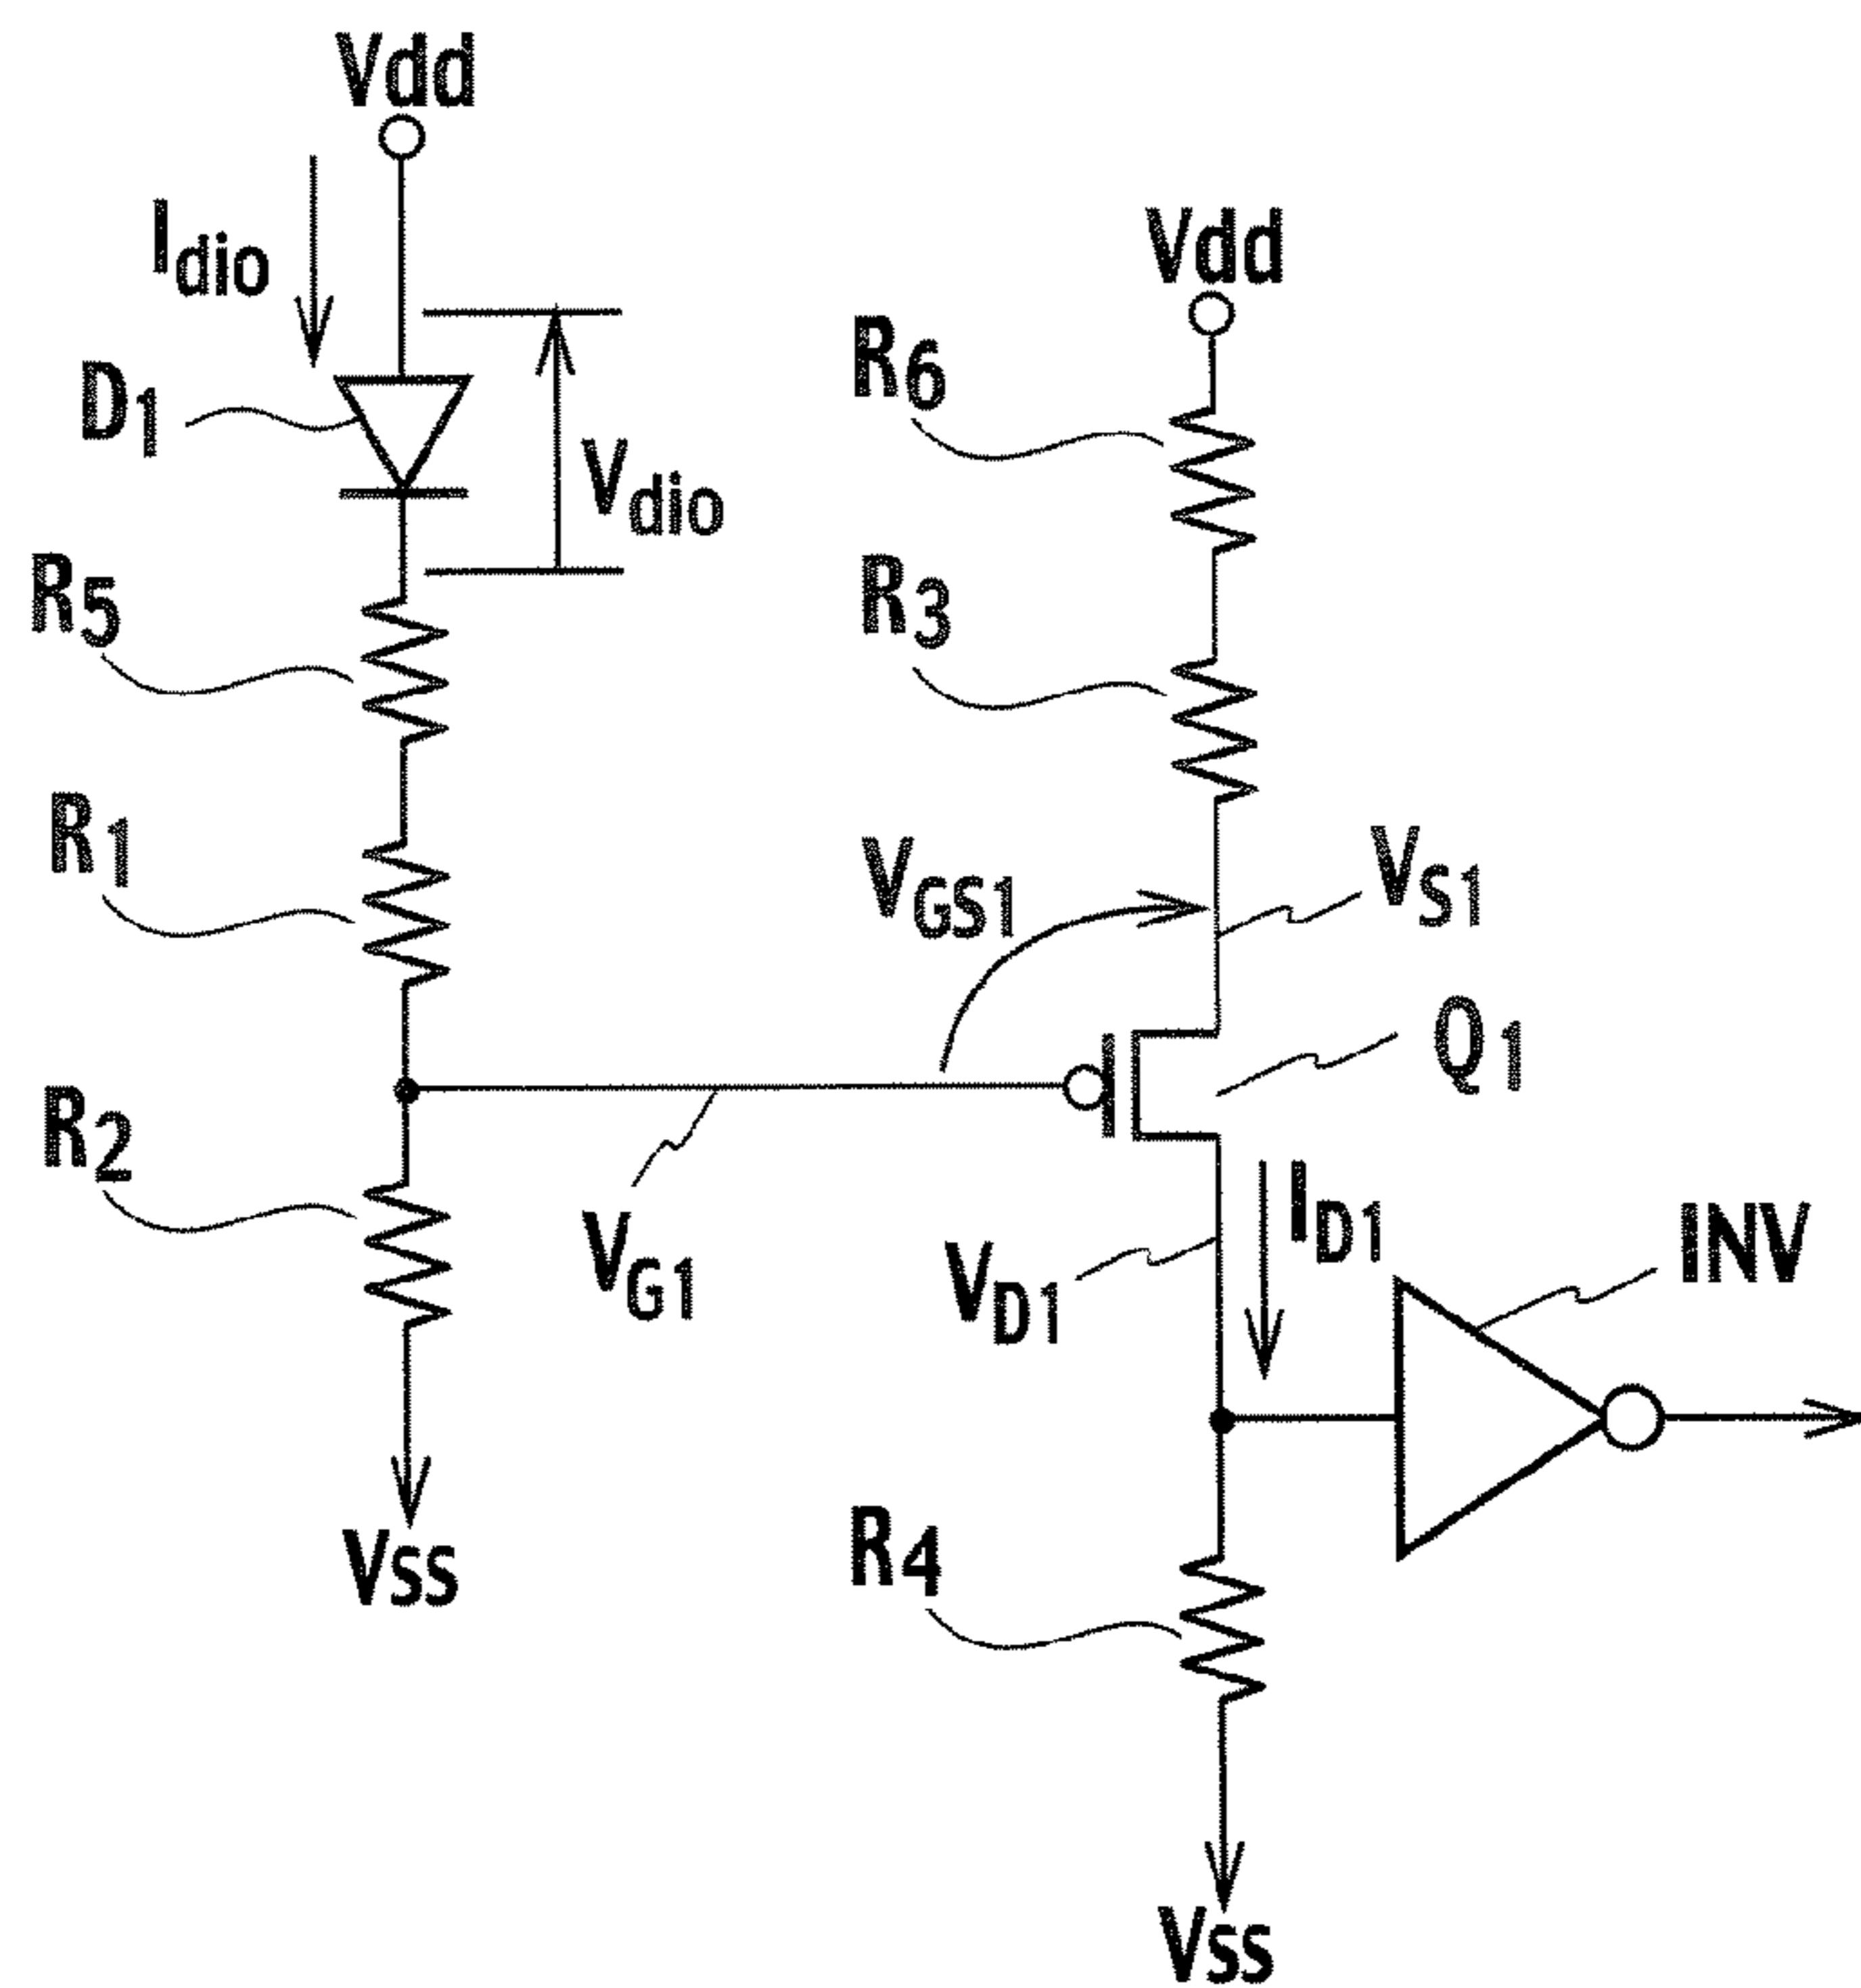 Vdd
Idio
Vdd
R6
D1
Vdio
R5
R3
R1
VGS1
VS1
Q1
R2
VG1
VD1
ID1
INV
R4
VSS
VSS